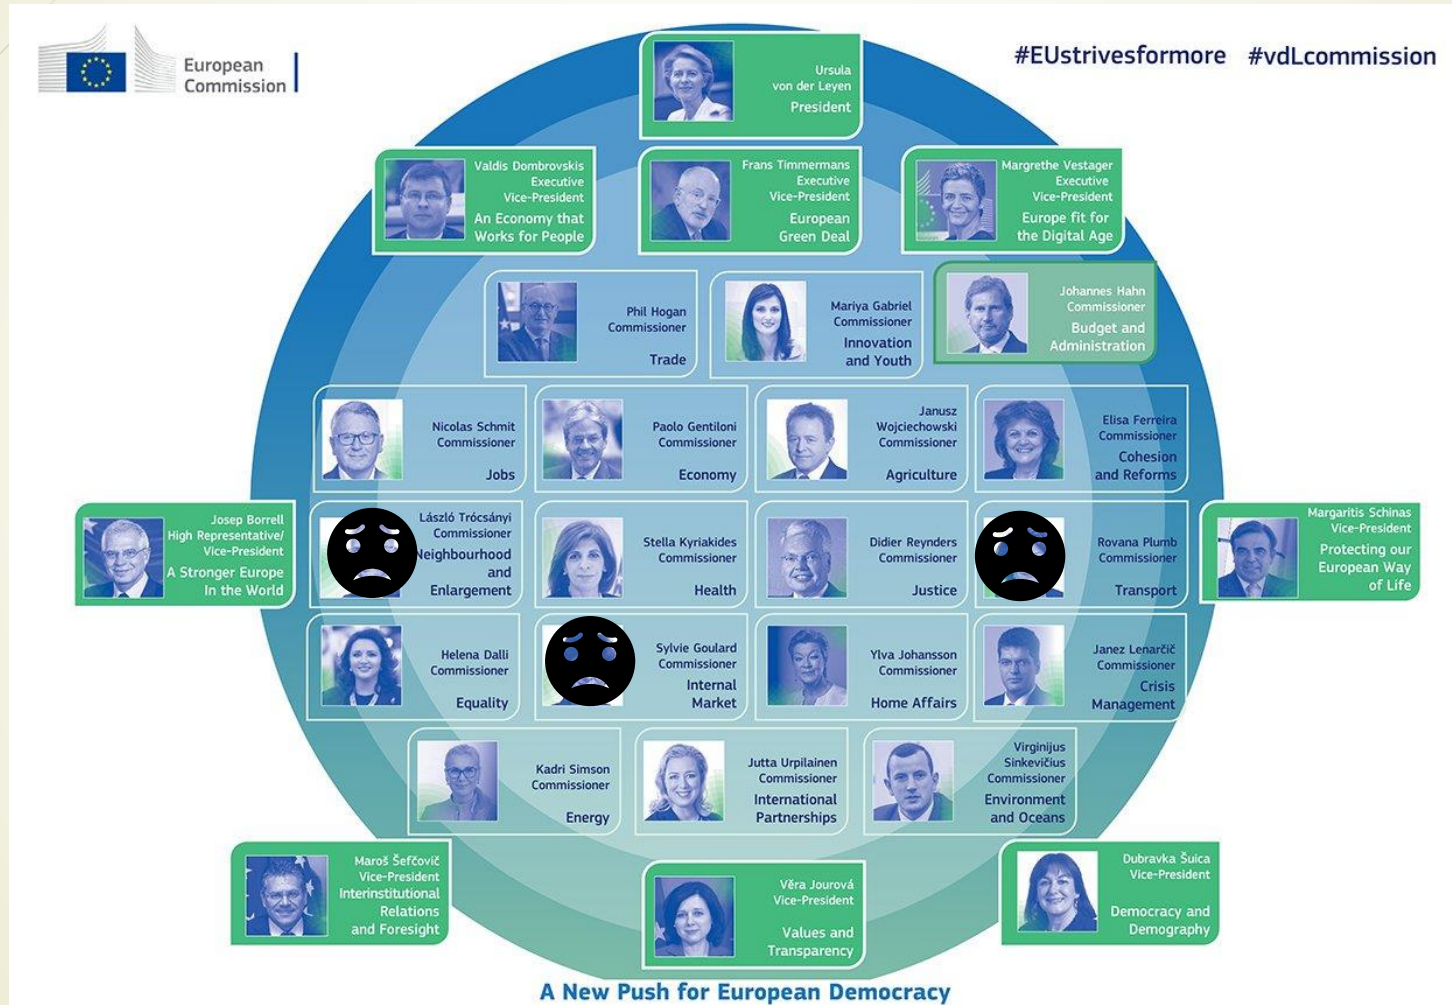 European
Commission
#EUstrivesformore #vdLcommission
Ursula
von der Leyen
President
Valdis Dombrovskis
Executive
Vice-President
An Economy that
Works for People
Frans Timmermans
Executive
Vice-President
European
Green Deal
Margrethe Vestager
Executive
Vice-President
Europe fit for
the Digital Age
Phil Hogan
Commissioner
Trade
Mariya Gabriel
Commissioner
Innovation
and Youth
Johannes Hahn
Commissioner
Budget and
Administration
Nicolas Schmit
Commissioner
Jobs
Paolo Gentiloni
Commissioner
Economy
Janusz
Wojciechowski
Commissioner
Agriculture
Elisa Ferreira
Commissioner
Cohesion
and Reforms
Josep Borrell
High Representative/
Vice-President
A Stronger Europe
In the World
László Trócsányi
Commissioner
Neighbourhood
and
Enlargement
Stella Kyriakides
Commissioner
Health
Didier Reynders
Commissioner
Justice
Rovana Plumb
Commissioner
Transport
Margaritis Schinas
Vice-President
Protecting our
European Way
of Life
Helena Dalli
Commissioner
Equality
Sylvie Goulard
Commissioner
Internal
Market
Ylva Johansson
Commissioner
Home Affairs
Janez Lenarčič
Commissioner
Crisis
Management
Kadri Simson
Commissioner
Energy
Jutta Urpilainen
Commissioner
International
Partnerships
Virginijus
Sinkevičius
Commissioner
Environment
and Oceans
Maroš Šefčovič
Vice-President
Interinstitutional
Relations
and Foresight
Věra Jourová
Vice-President
Values and
Transparency
Dubravka Šuica
Vice-President
Democracy and
Demography
A New Push for European Democracy